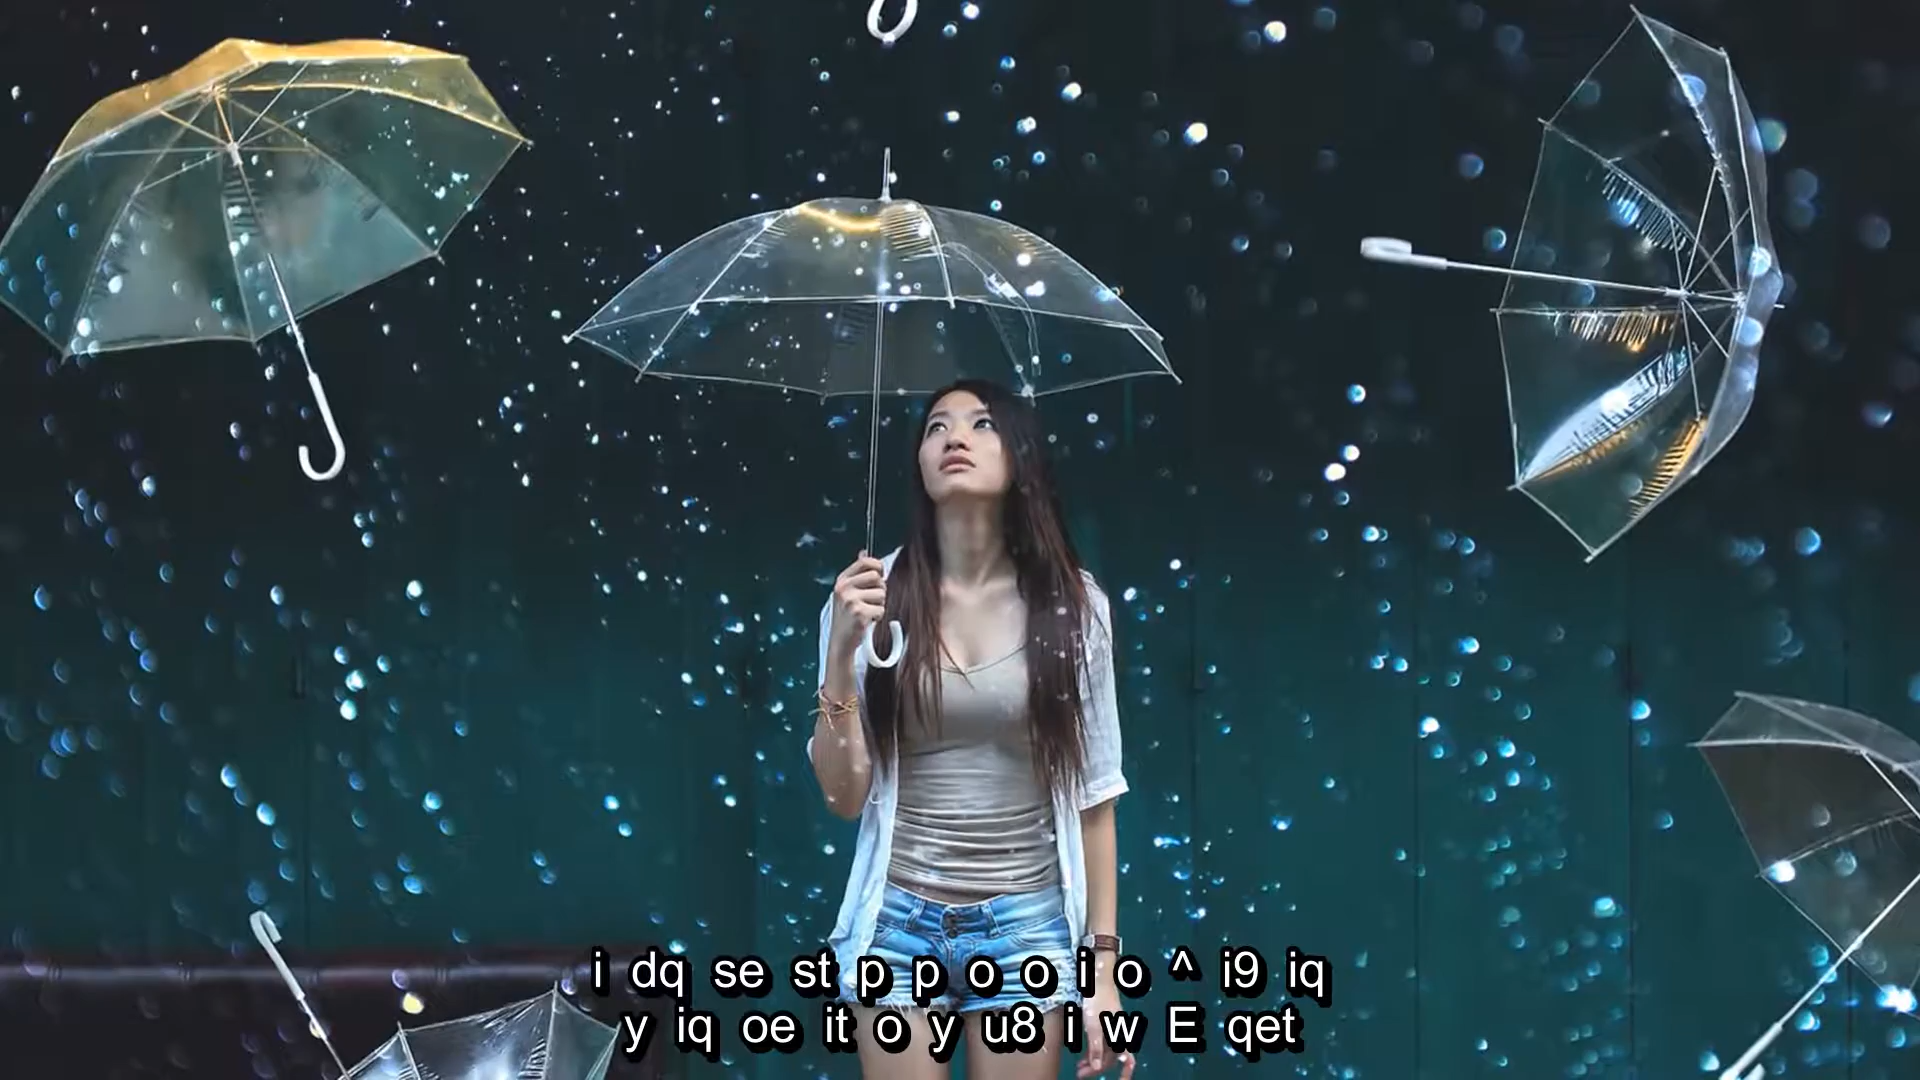 i dq se st p p o o i o ^ i9 iq
y iq oe it o y u8 i w E qet